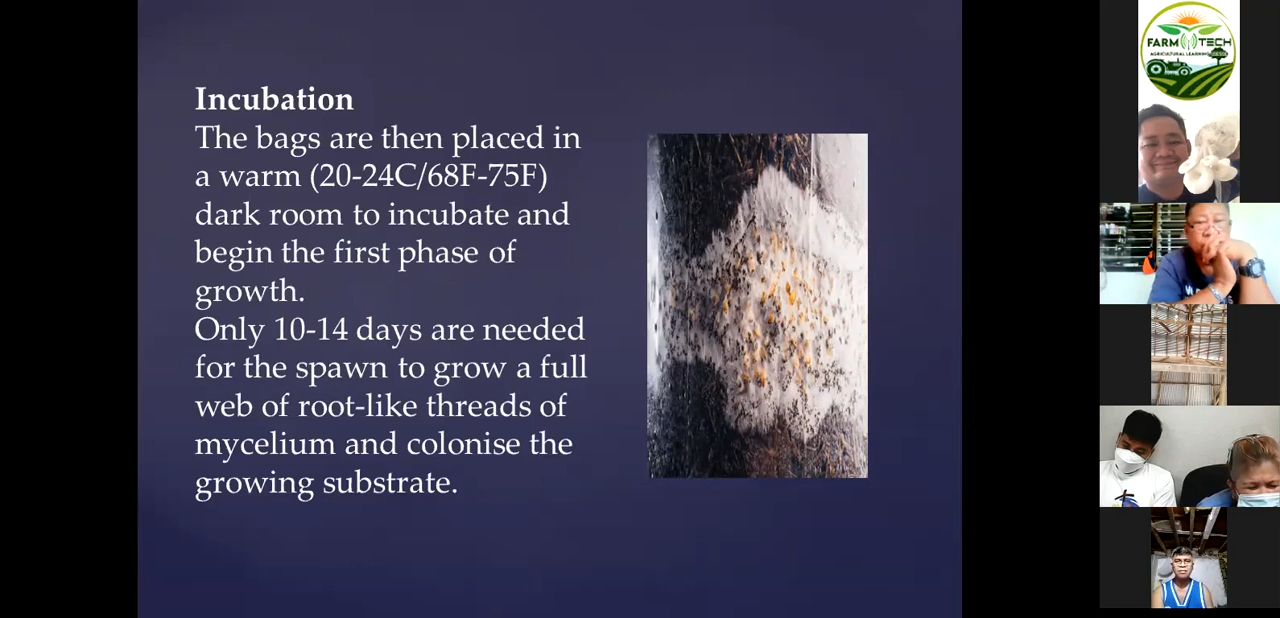 Incubation
The bags are then placed in
a warm (20-24C/68F-75F)
dark room to incubate and
begin the first phase of
growth.
Only 10-14 days are needed
for the spawn to grow a full
web of root-like threads of
mycelium and colonise the
growing substrate.
FARM TECH
AGRICULTURAL LEARNING